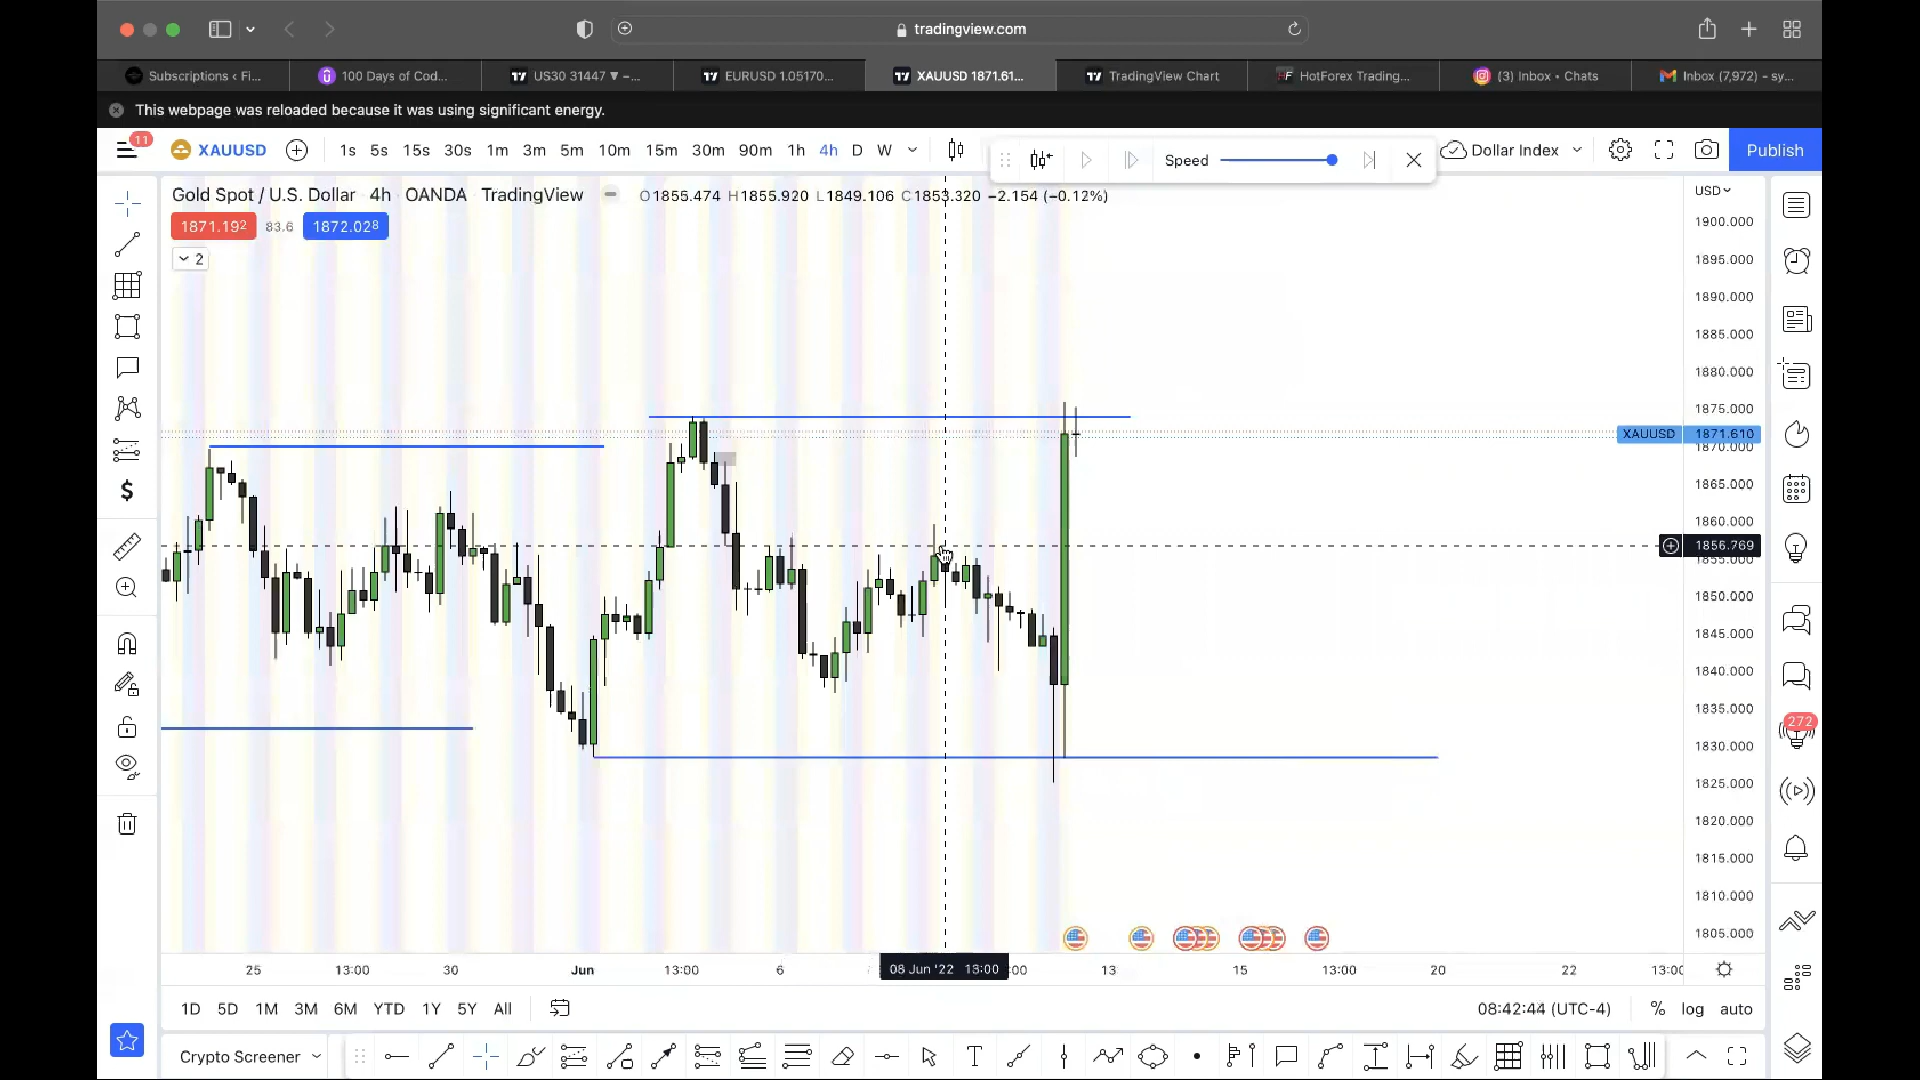 tradingview.com
Subscriptions < Fi...
100 Days of Cod...
US30 31447 ▼ −...
EURUSD 1.05170...
XAUUSD 1871.61...
TradingView Chart
HotForex Trading...
(3) Inbox • Chats
Inbox (7,972) – sy...
This webpage was reloaded because it was using significant energy.
11
XAUUSD
1s 5s 15s 30s 1m 3m 5m 10m 15m 30m 90m 1h 4h D W
Speed
Dollar Index
Publish
Gold Spot / U.S. Dollar 4h OANDA TradingView
O1855.474 H1855.920 L1849.106 C1853.320 −2.154 (−0.12%)
USD
1871.192 83.6 1872.028
2
1900.000
1895.000
1890.000
1885.000
1880.000
1875.000
XAUUSD 1871.610
1870.000
1865.000
1860.000
1856.769
1855.000
1850.000
1845.000
1840.000
1835.000
1830.000
1825.000
1820.000
1815.000
1810.000
1805.000
272
25 13:00 30 Jun 13:00 6 08 Jun '22 13:00 :00 13 15 13:00 20 22 13:00
1D 5D 1M 3M 6M YTD 1Y 5Y All
08:42:44 (UTC-4) % log auto
Crypto Screener